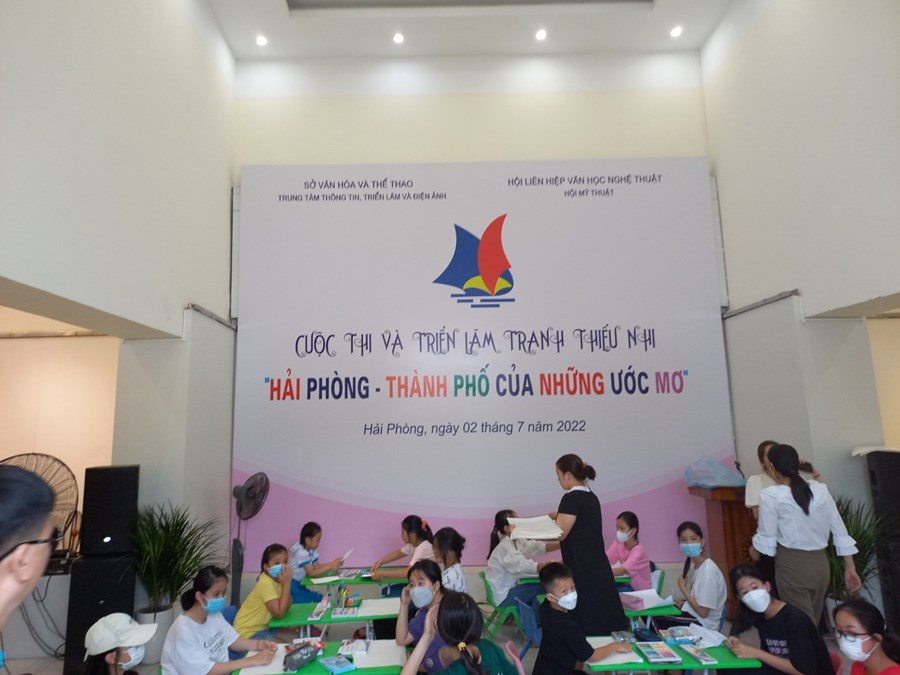 SỞ VĂN HÓA VÀ THỂ THAO
TRUNG TÂM THÔNG TIN, TRIỂN LÃM VÀ ĐIỆN ẢNH
HỘI LIÊN HIỆP VĂN HỌC NGHỆ THUẬT
HỘI MỸ THUẬT
CUỘC THI VÀ TRIỂN LÃM TRANH THIẾU NHI
"HẢI PHÒNG - THÀNH PHỐ CỦA NHỮNG ƯỚC MƠ"
Hải Phòng, ngày 02 tháng 7 năm 2022